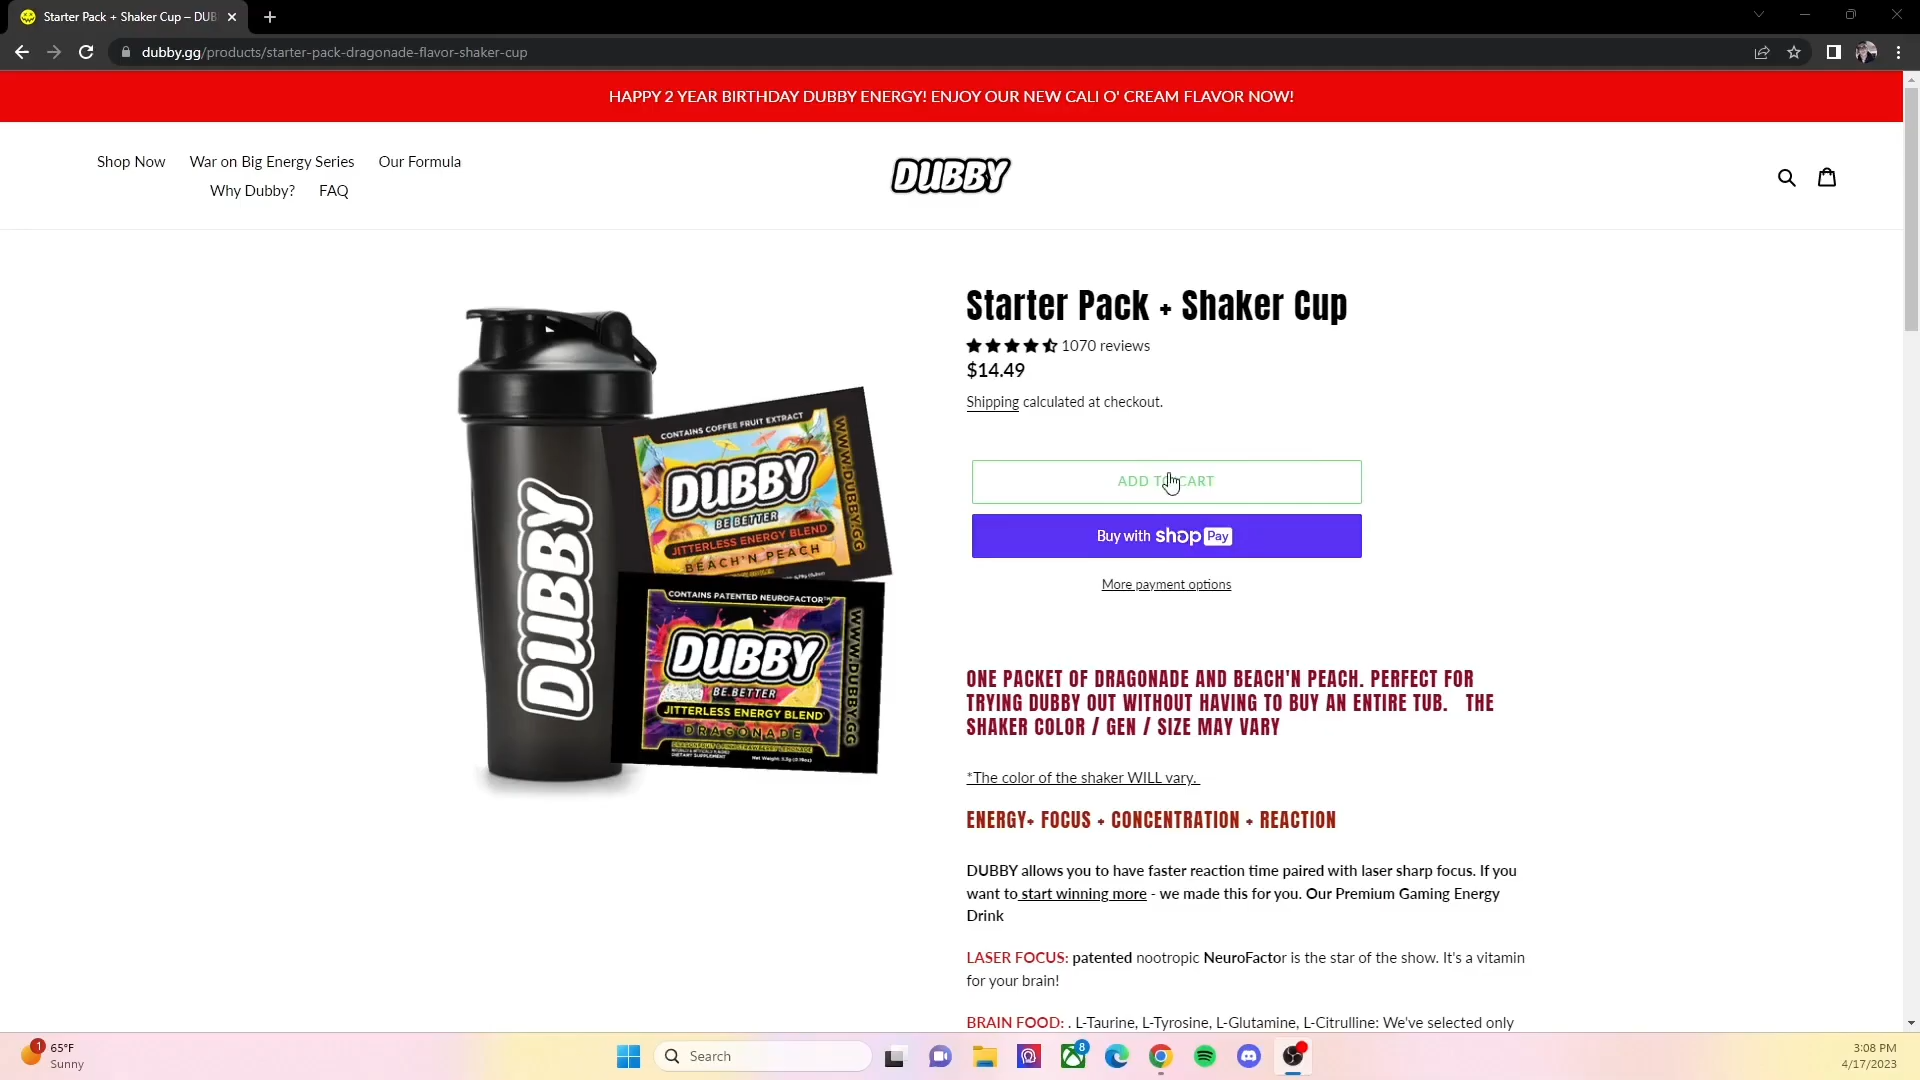 Starter Pack + Shaker Cup – DUB
dubby.gg/products/starter-pack-dragonade-flavor-shaker-cup
HAPPY 2 YEAR BIRTHDAY DUBBY ENERGY! ENJOY OUR NEW CALI O' CREAM FLAVOR NOW!
Shop Now War on Big Energy Series Our Formula
Why Dubby? FAQ
DUBBY
Starter Pack + Shaker Cup
1070 reviews
$14.49
Shipping calculated at checkout.
ADD TO CART
Buy with shop Pay
More payment options
DUBBY
CONTAINS COFFEE FRUIT EXTRACT
DUBBY
BE BETTER
JITTERLESS ENERGY BLEND
BEACH'N PEACH
WWW.DUBBY.GG
CONTAINS PATENTED NEUROFACTOR™
DUBBY
BE BETTER
JITTERLESS ENERGY BLEND
DRAGONADE
DRAGONFRUIT & PINK STRAWBERRY LEMONADE
DIETARY SUPPLEMENT
WWW.DUBBY.GG
ONE PACKET OF DRAGONADE AND BEACH'N PEACH. PERFECT FOR
TRYING DUBBY OUT WITHOUT HAVING TO BUY AN ENTIRE TUB. THE
SHAKER COLOR / GEN / SIZE MAY VARY
*The color of the shaker WILL vary.
ENERGY+ FOCUS + CONCENTRATION + REACTION
DUBBY allows you to have faster reaction time paired with laser sharp focus. If you
want to start winning more - we made this for you. Our Premium Gaming Energy
Drink
LASER FOCUS: patented nootropic NeuroFactor is the star of the show. It's a vitamin
for your brain!
BRAIN FOOD: . L-Taurine, L-Tyrosine, L-Glutamine, L-Citrulline: We've selected only
1
65°F
Sunny
Search
8
3:08 PM
4/17/2023